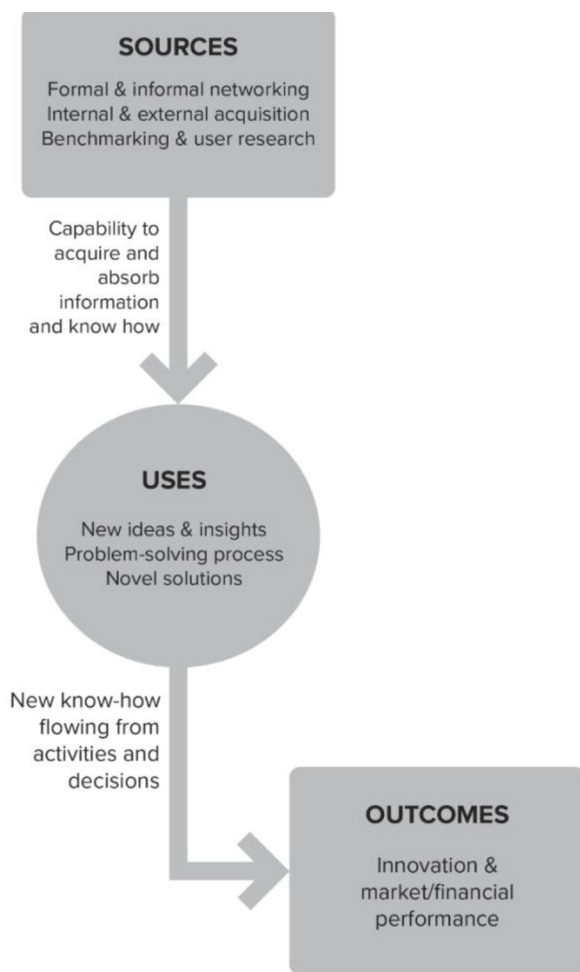 SOURCES
Formal & informal networking
Internal & external acquisition
Benchmarking & user research
Capability to
acquire and
absorb
information
and know how
USES
New ideas & insights
Problem-solving process
Novel solutions
New know-how
flowing from
activities and
decisions
OUTCOMES
Innovation &
market/financial
performance